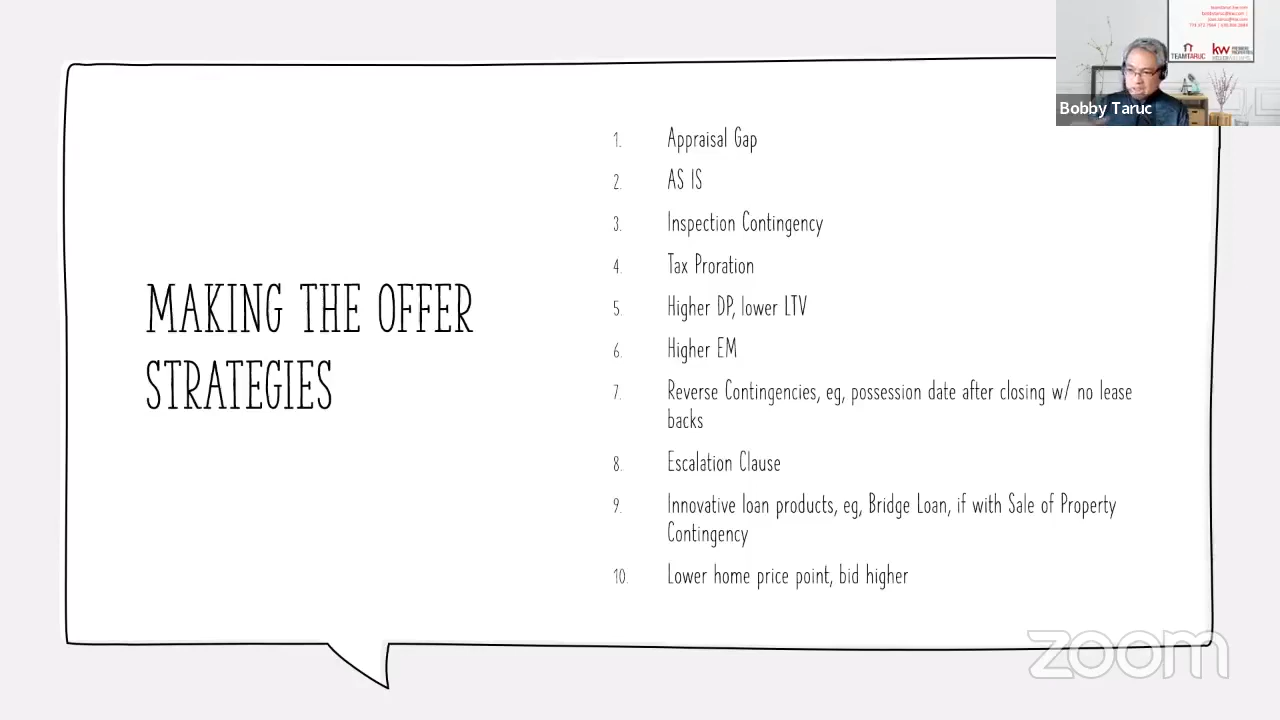 Bobby Taruc
TEAMTARUC
kw
MAKING THE OFFER
STRATEGIES
1. Appraisal Gap
2. AS IS
3. Inspection Contingency
4. Tax Proration
5. Higher DP, lower LTV
6. Higher EM
7. Reverse Contingencies, eg, possession date after closing w/ no lease
backs
8. Escalation Clause
9. Innovative loan products, eg, Bridge Loan, if with Sale of Property
Contingency
10. Lower home price point, bid higher
zoom